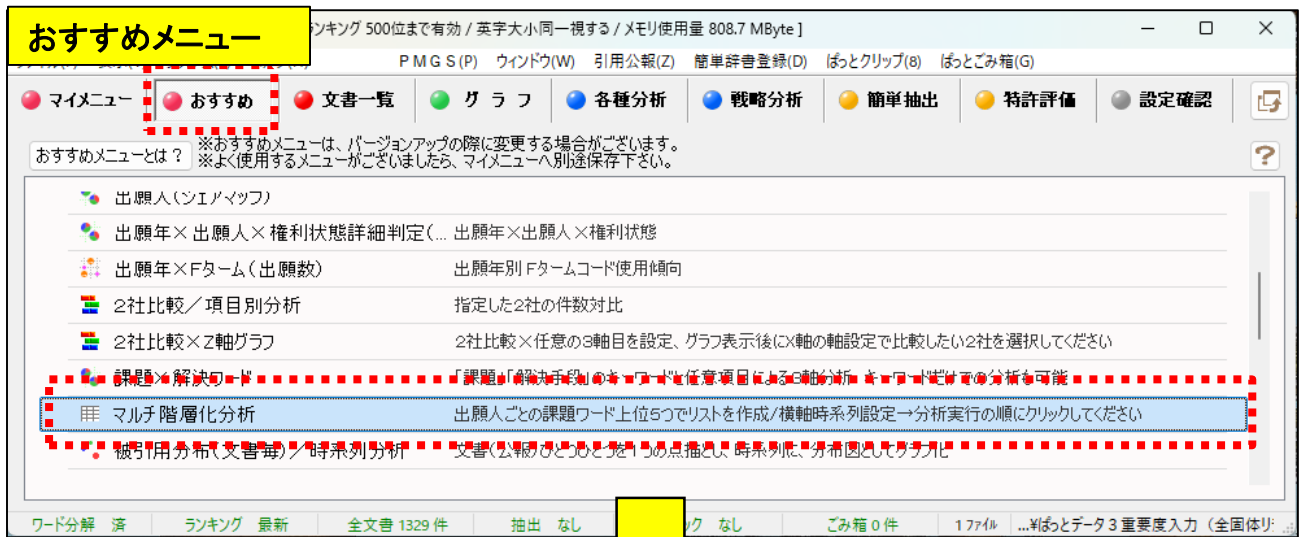 おすすめメニュー
ンキング 500位まで有効 / 英字大小同一視する / メモリ使用量 808.7 MByte ]
P M G S (P) ウィンドウ(W) 引用公報(Z) 簡単辞書登録(D) ぱっとクリップ(8) ぱっとごみ箱(G)
マイメニュー おすすめ 文書一覧 グ ラ フ 各種分析 戦略分析 簡単抽出 特許評価 設定確認
おすすめメニューとは？ ※おすすめメニューは、バージョンアップの際に変更する場合がございます。
※よく使用するメニューがございましたら、マイメニューへ別途保存下さい。
出願人(シェアマップ)
出願年×出願人×権利状態詳細判定(... 出願年×出願人×権利状態
出願年×Fターム(出願数) 出願年別 Fタームコード使用傾向
2社比較／項目別分析 指定した2社の件数対比
2社比較×Z軸グラフ 2社比較×任意の3軸目を設定、グラフ表示後にX軸の軸設定で比較したい2社を選択してください
課題×解決ワード 「課題」「解決手段」のキーワードと任意項目による3軸分析 キーワードだけでの分析も可能
マルチ階層化分析 出願人ごとの課題ワード上位5つでリストを作成/横軸時系列設定→分析実行の順にクリックしてください
被引用分布(文書毎)／時系列分析 文書(公報)ひとつひとつを1つの点描とし、時系列に、分布図としてグラフ化
ワード分解 済 ランキング 最新 全文書 1329 件 抽出 なし ック なし ごみ箱 0 件 1 ファイル ...¥ぱっとデータ 3 重要度入力（全国体リ